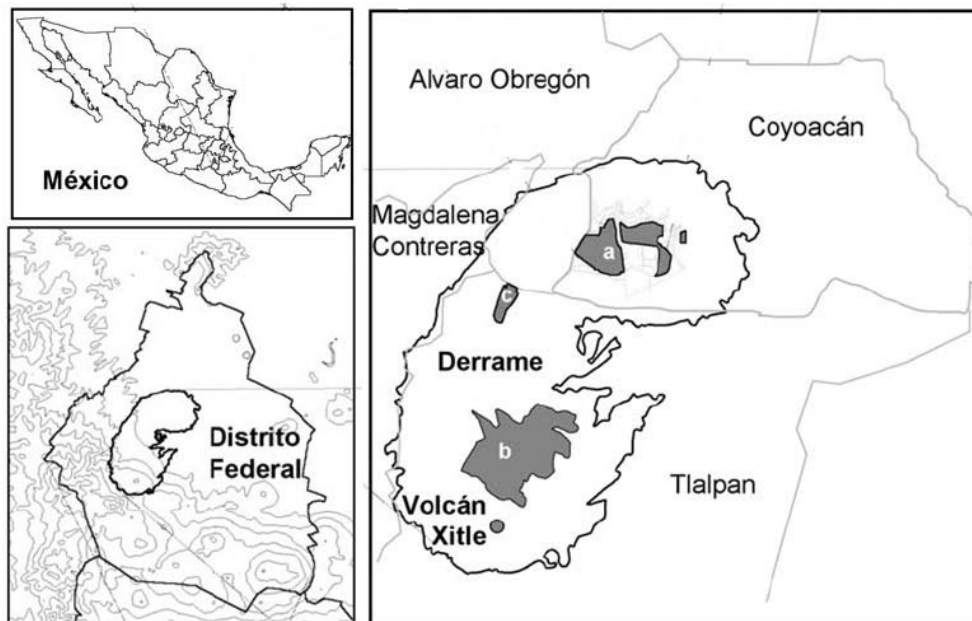 México
Distrito
Federal
Alvaro Obregón
Coyoacán
Magdalena
Contreras
a
c
Derrame
b
Tlalpan
Volcán
Xitle